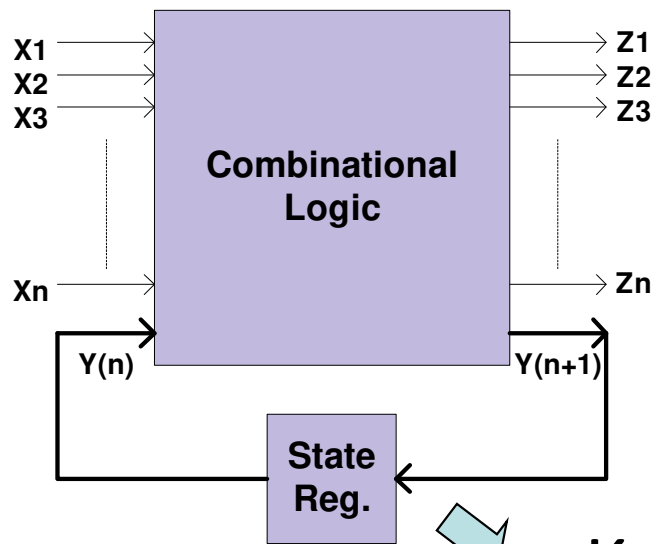 X1
X2
X3
Xn
Combinational
Logic
Z1
Z2
Z3
Zn
Y(n)
Y(n+1)
State
Reg.